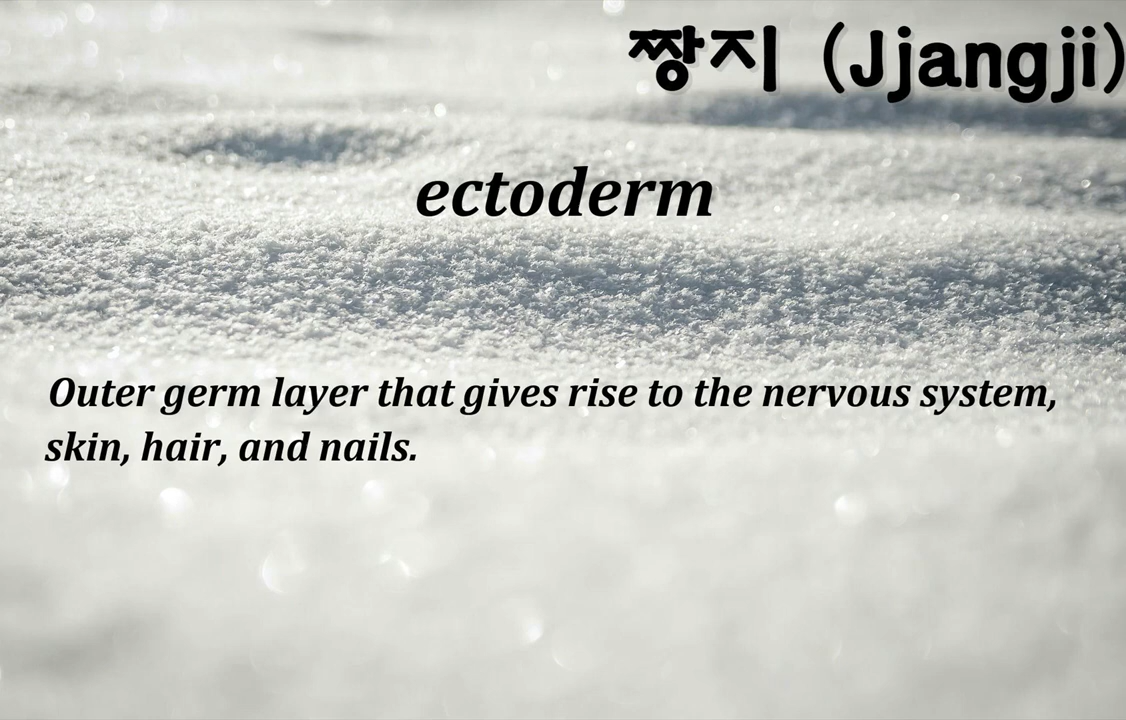 짱지 (Jjangji)
ectoderm
Outer germ layer that gives rise to the nervous system,
skin, hair, and nails.